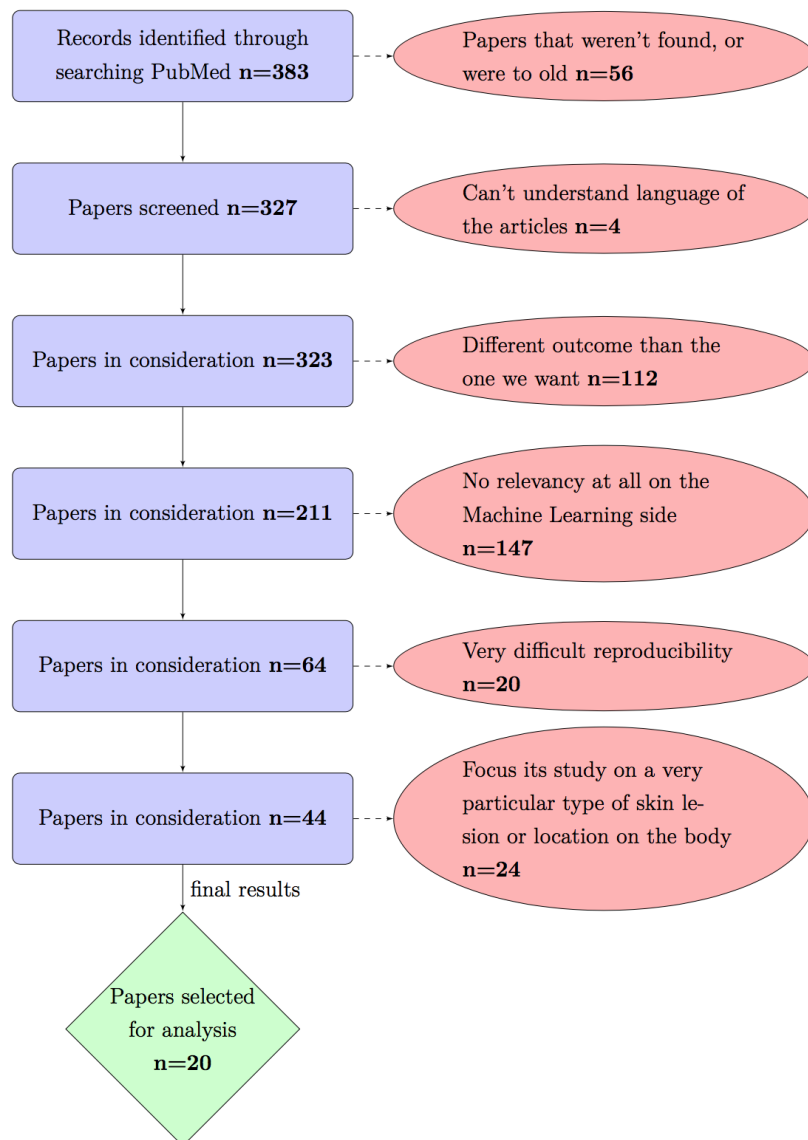 Records identified through
searching PubMed n=383
Papers that weren't found, or
were to old n=56
Papers screened n=327
Can't understand language of
the articles n=4
Papers in consideration n=323
Different outcome than the
one we want n=112
Papers in consideration n=211
No relevancy at all on the
Machine Learning side
n=147
Papers in consideration n=64
Very difficult reproducibility
n=20
Papers in consideration n=44
Focus its study on a very
particular type of skin le-
sion or location on the body
n=24
final results
Papers selected
for analysis
n=20